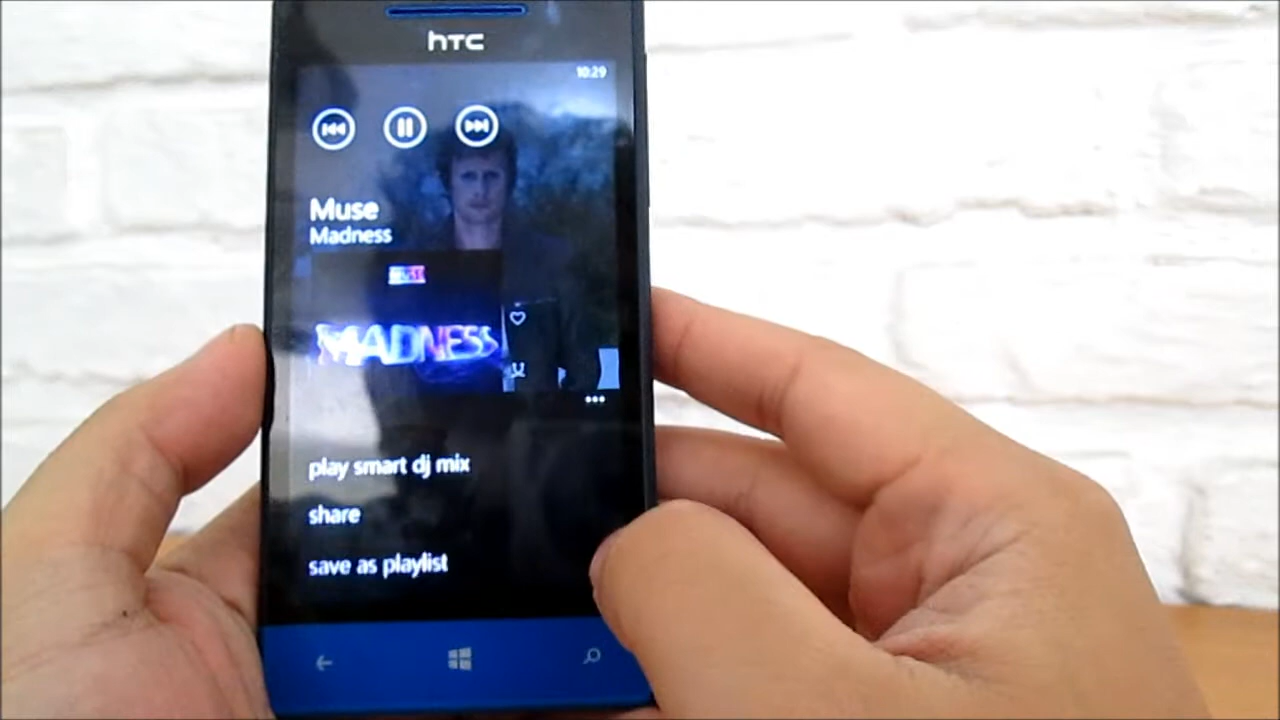 hTC
10:29
Muse
Madness
MADNESS
play smart dj mix
share
save as playlist